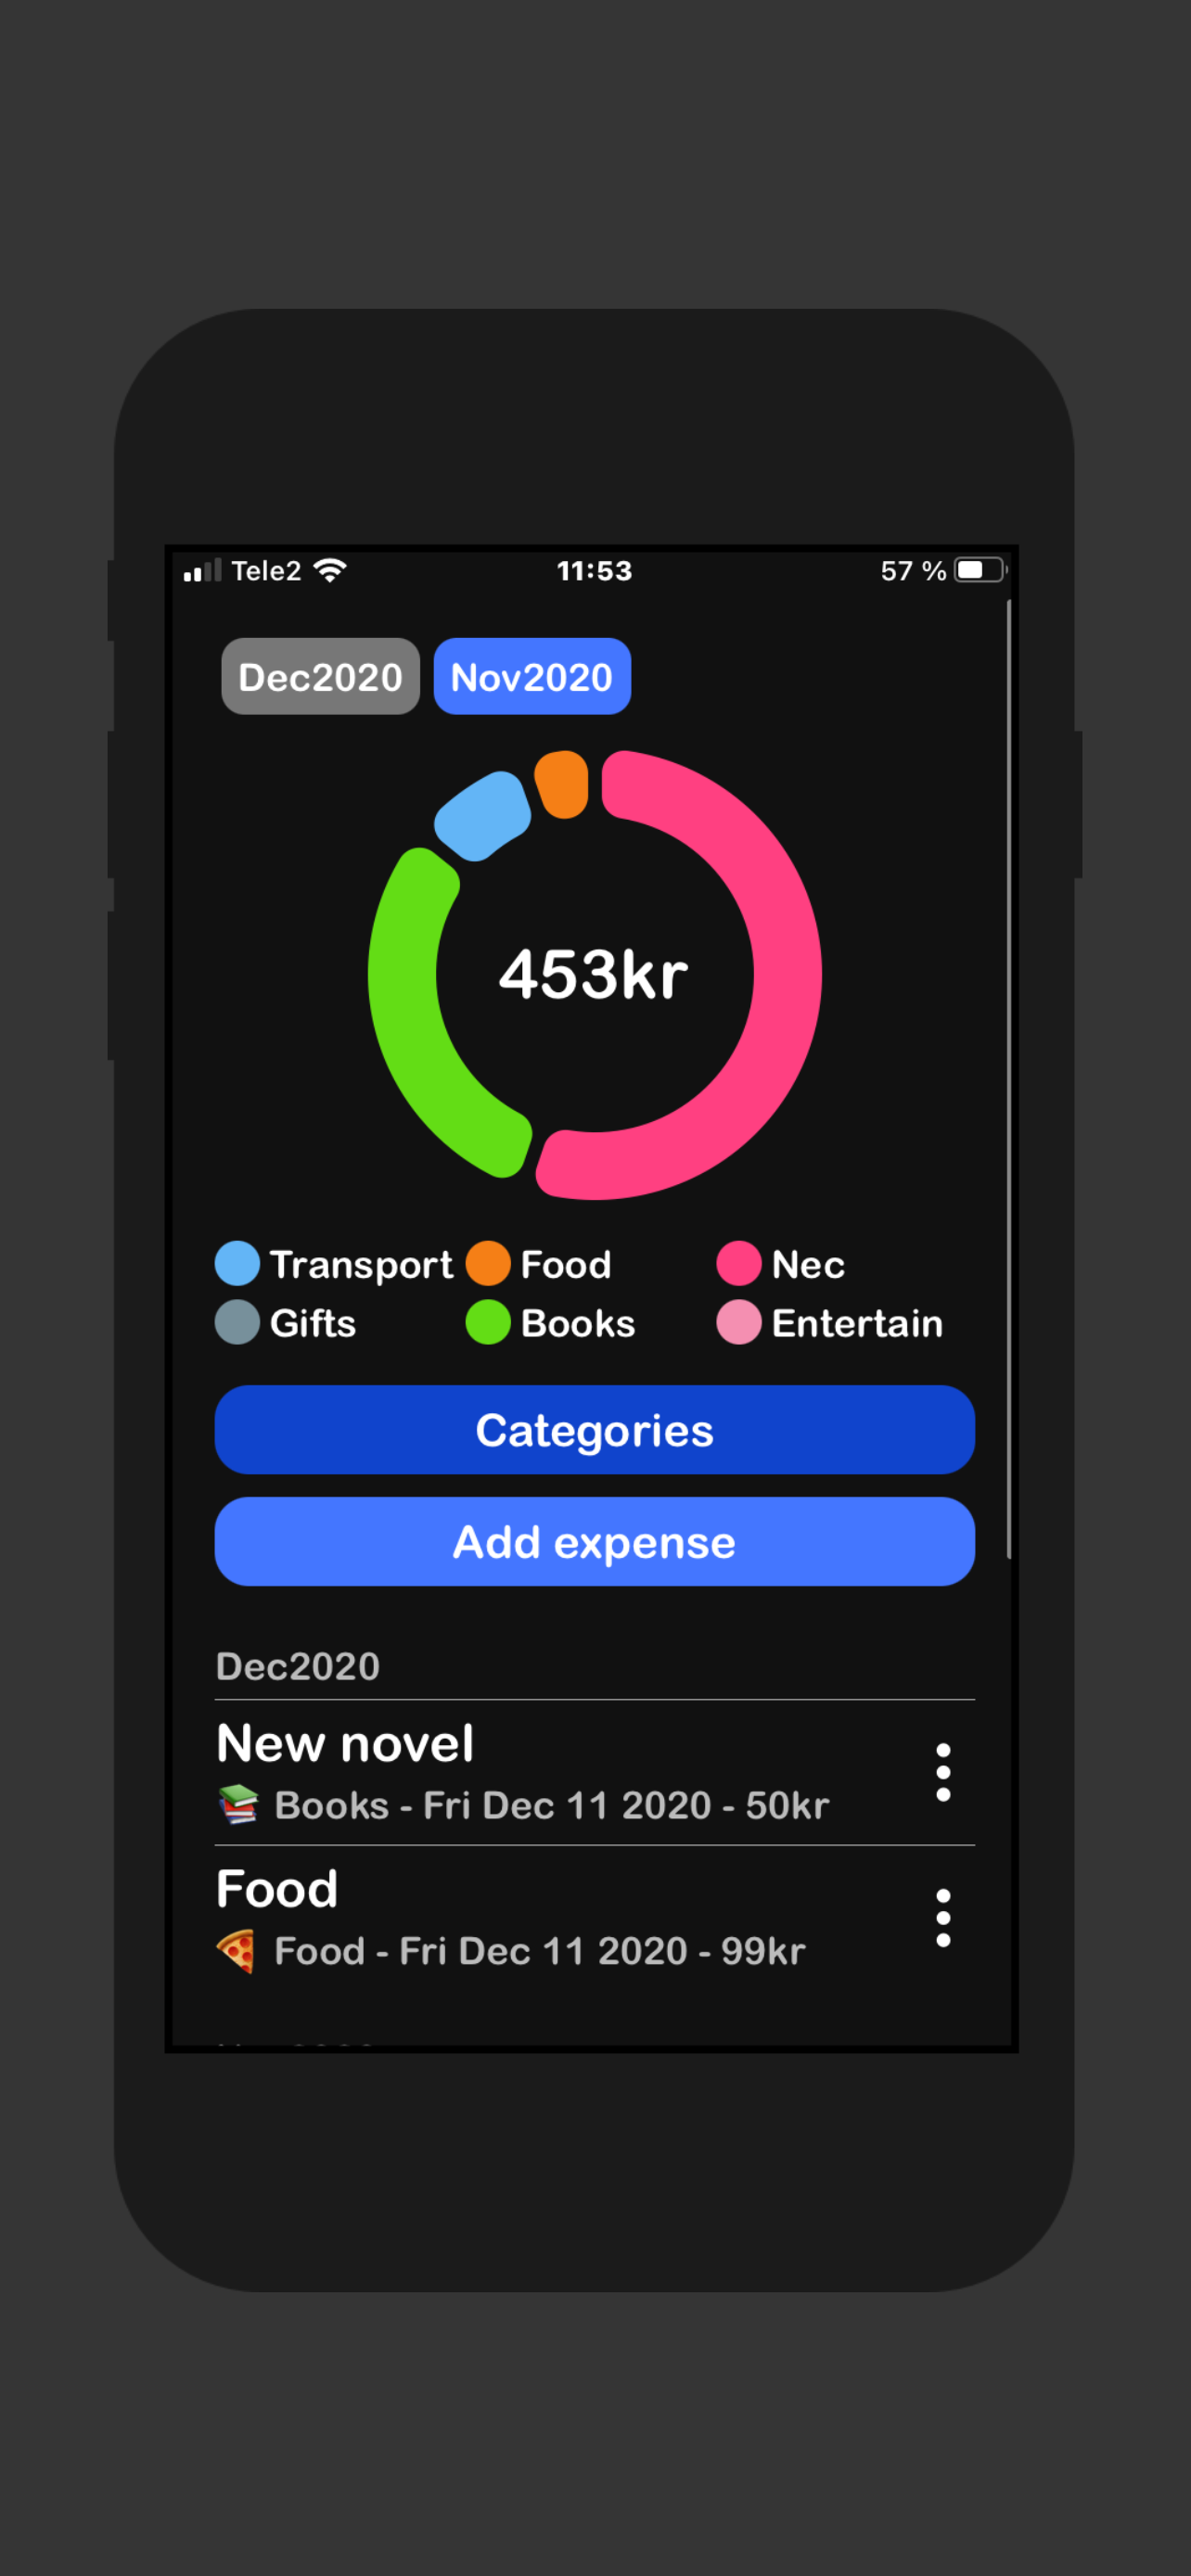 Tele2 11:53 57 %
Dec2020 Nov2020
453kr
Transport Food Nec
Gifts Books Entertain
Categories
Add expense
Dec2020
New novel
Books - Fri Dec 11 2020 - 50kr
Food
Food - Fri Dec 11 2020 - 99kr